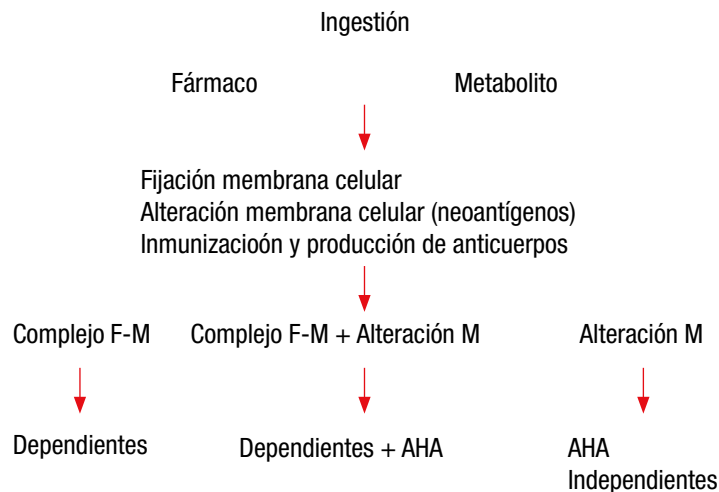 Ingestión
Fármaco Metabolito
Fijación membrana celular
Alteración membrana celular (neoantígenos)
Inmunizacioón y producción de anticuerpos
Complejo F-M Complejo F-M + Alteración M Alteración M
Dependientes Dependientes + AHA AHA
Independientes